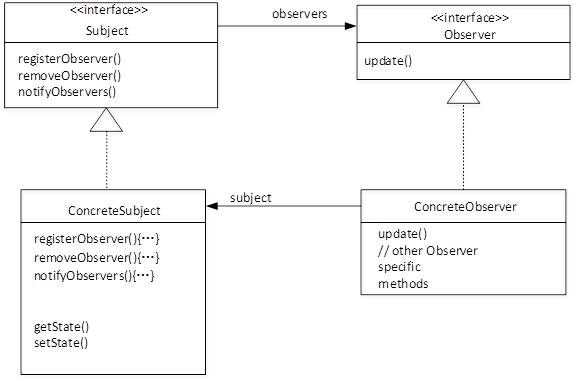 <<interface>>
Subject
registerObserver()
removeObserver()
notifyObservers()
observers
<<interface>>
Observer
update()
ConcreteSubject
registerObserver(){⋯}
removeObserver(){⋯}
notifyObservers(){⋯}
getState()
setState()
subject
ConcreteObserver
update()
// other Observer
specific
methods